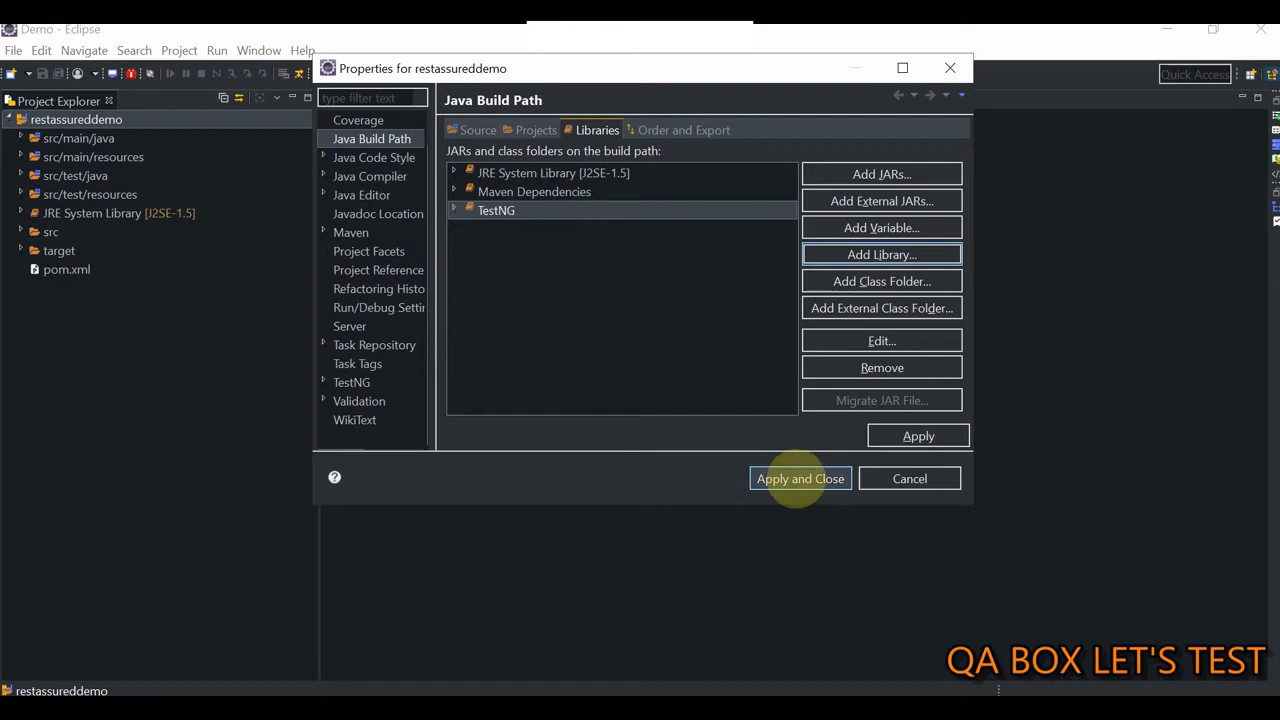 Demo - Eclipse
File Edit Navigate Search Project Run Window Help
Quick Access
Project Explorer
restassureddemo
src/main/java
src/main/resources
src/test/java
src/test/resources
JRE System Library [J2SE-1.5]
src
target
pom.xml
Properties for restassureddemo
type filter text
Coverage
Java Build Path
Java Code Style
Java Compiler
Java Editor
Javadoc Location
Maven
Project Facets
Project Reference
Refactoring Histo
Run/Debug Setti
Server
Task Repository
Task Tags
TestNG
Validation
WikiText
Java Build Path
Source Projects Libraries Order and Export
JARs and class folders on the build path:
JRE System Library [J2SE-1.5]
Maven Dependencies
TestNG
Add JARs...
Add External JARs...
Add Variable...
Add Library...
Add Class Folder...
Add External Class Folder...
Edit...
Remove
Migrate JAR File...
Apply
Apply and Close Cancel
QA BOX LET'S TEST
restassureddemo